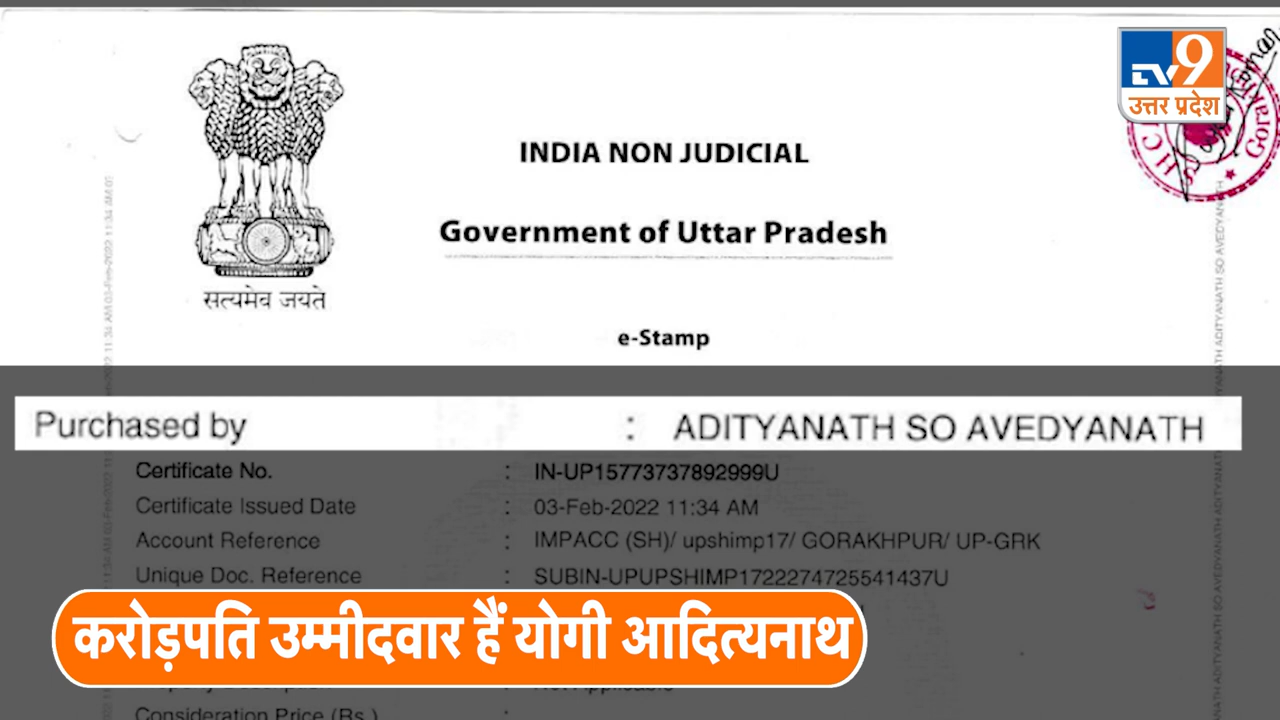 TV9
उत्तर प्रदेश
INDIA NON JUDICIAL
Government of Uttar Pradesh
सत्यमेव जयते
e-Stamp
Purchased by : ADITYANATH SO AVEDYANATH
Certificate No. : IN-UP15773737892999U
Certificate Issued Date : 03-Feb-2022 11:34 AM
Account Reference : IMPACC (SH)/ upshimp17/ GORAKHPUR/ UP-GRK
Unique Doc. Reference : SUBIN-UPUPSHIMP1722274725541437U
करोड़पति उम्मीदवार हैं योगी आदित्यनाथ
Consideration Price (Rs.) :